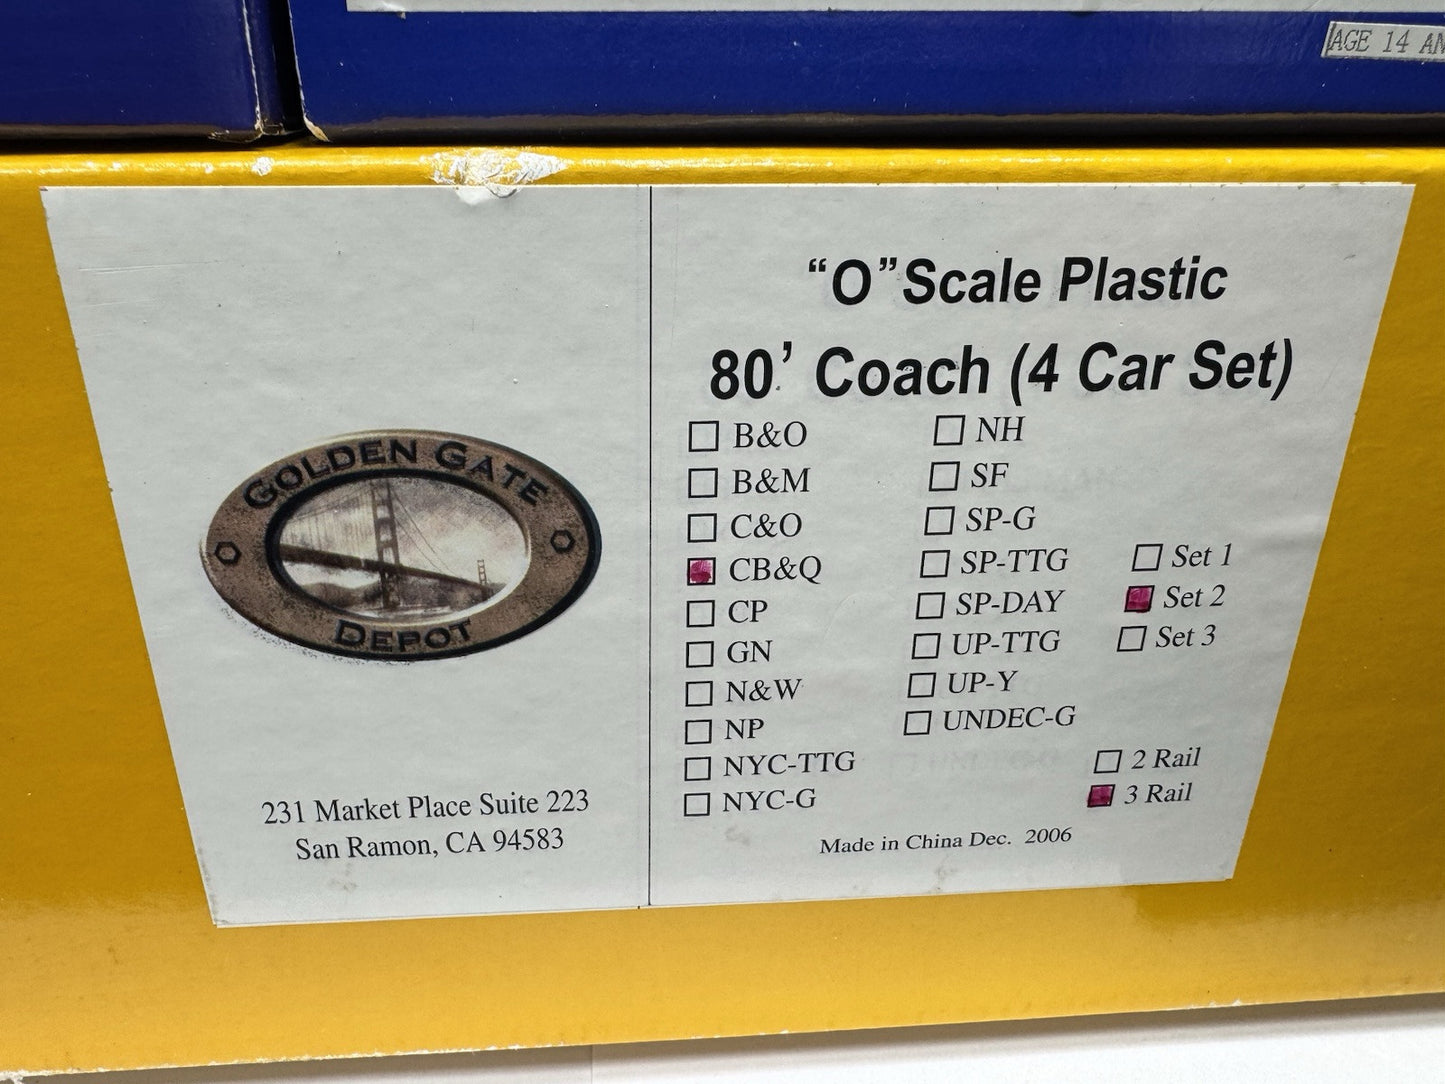 AGE 14 AN
GOLDEN GATE
DEPOT
231 Market Place Suite 223
San Ramon, CA 94583
“O”Scale Plastic
80’ Coach (4 Car Set)
B&O
B&M
C&O
CB&Q
CP
GN
N&W
NP
NYC-TTG
NYC-G
NH
SF
SP-G
SP-TTG
SP-DAY
UP-TTG
UP-Y
UNDEC-G
Set 1
Set 2
Set 3
2 Rail
3 Rail
Made in China Dec. 2006